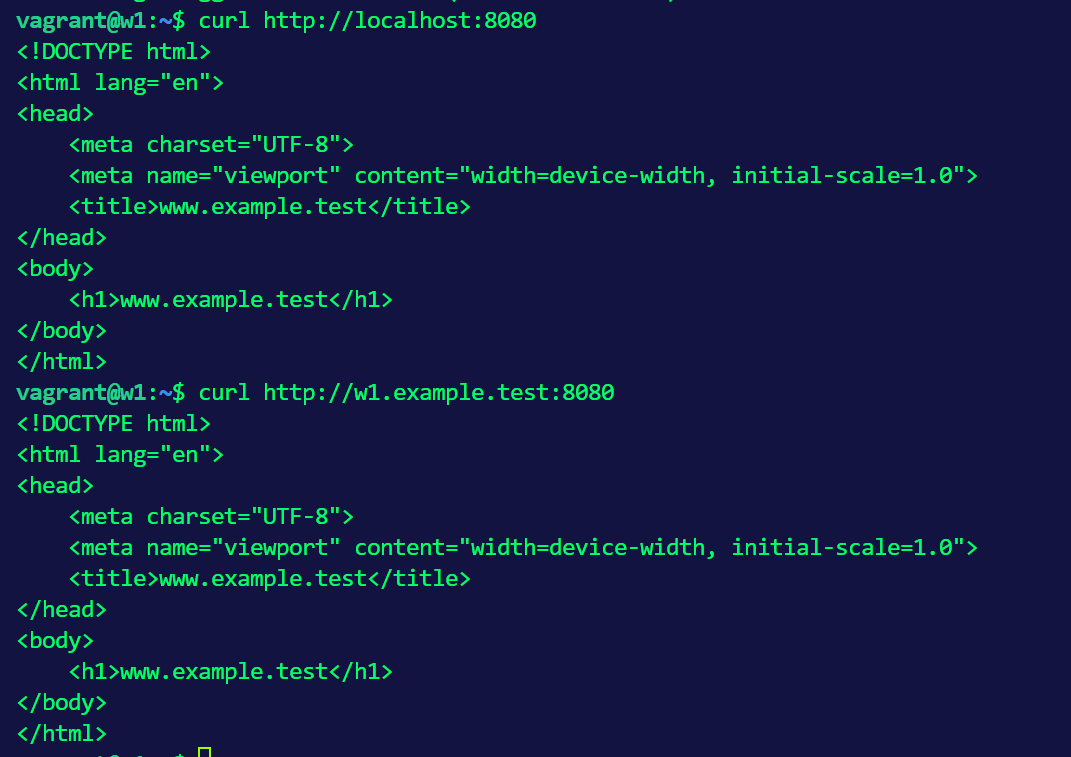 vagrant@w1:~$ curl http://localhost:8080
<!DOCTYPE html>
<html lang="en">
<head>
    <meta charset="UTF-8">
    <meta name="viewport" content="width=device-width, initial-scale=1.0">
    <title>www.example.test</title>
</head>
<body>
    <h1>www.example.test</h1>
</body>
</html>
vagrant@w1:~$ curl http://w1.example.test:8080
<!DOCTYPE html>
<html lang="en">
<head>
    <meta charset="UTF-8">
    <meta name="viewport" content="width=device-width, initial-scale=1.0">
    <title>www.example.test</title>
</head>
<body>
    <h1>www.example.test</h1>
</body>
</html>